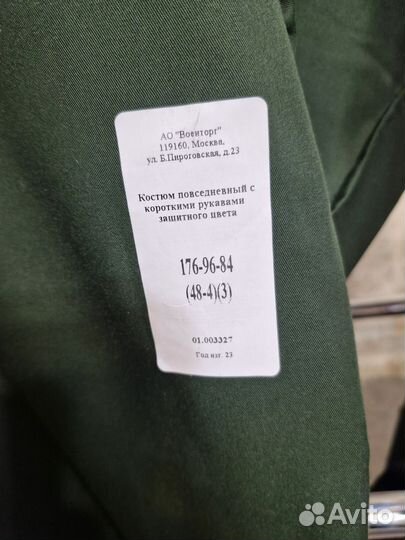 АО "Военторг"
119160, Москва,
ул. Б.Пироговская, д.23
Костюм повседневный с
короткими рукавами
защитного цвета
176-96-84
(48-4)(3)
01.003327
Год изг. 23
Avito